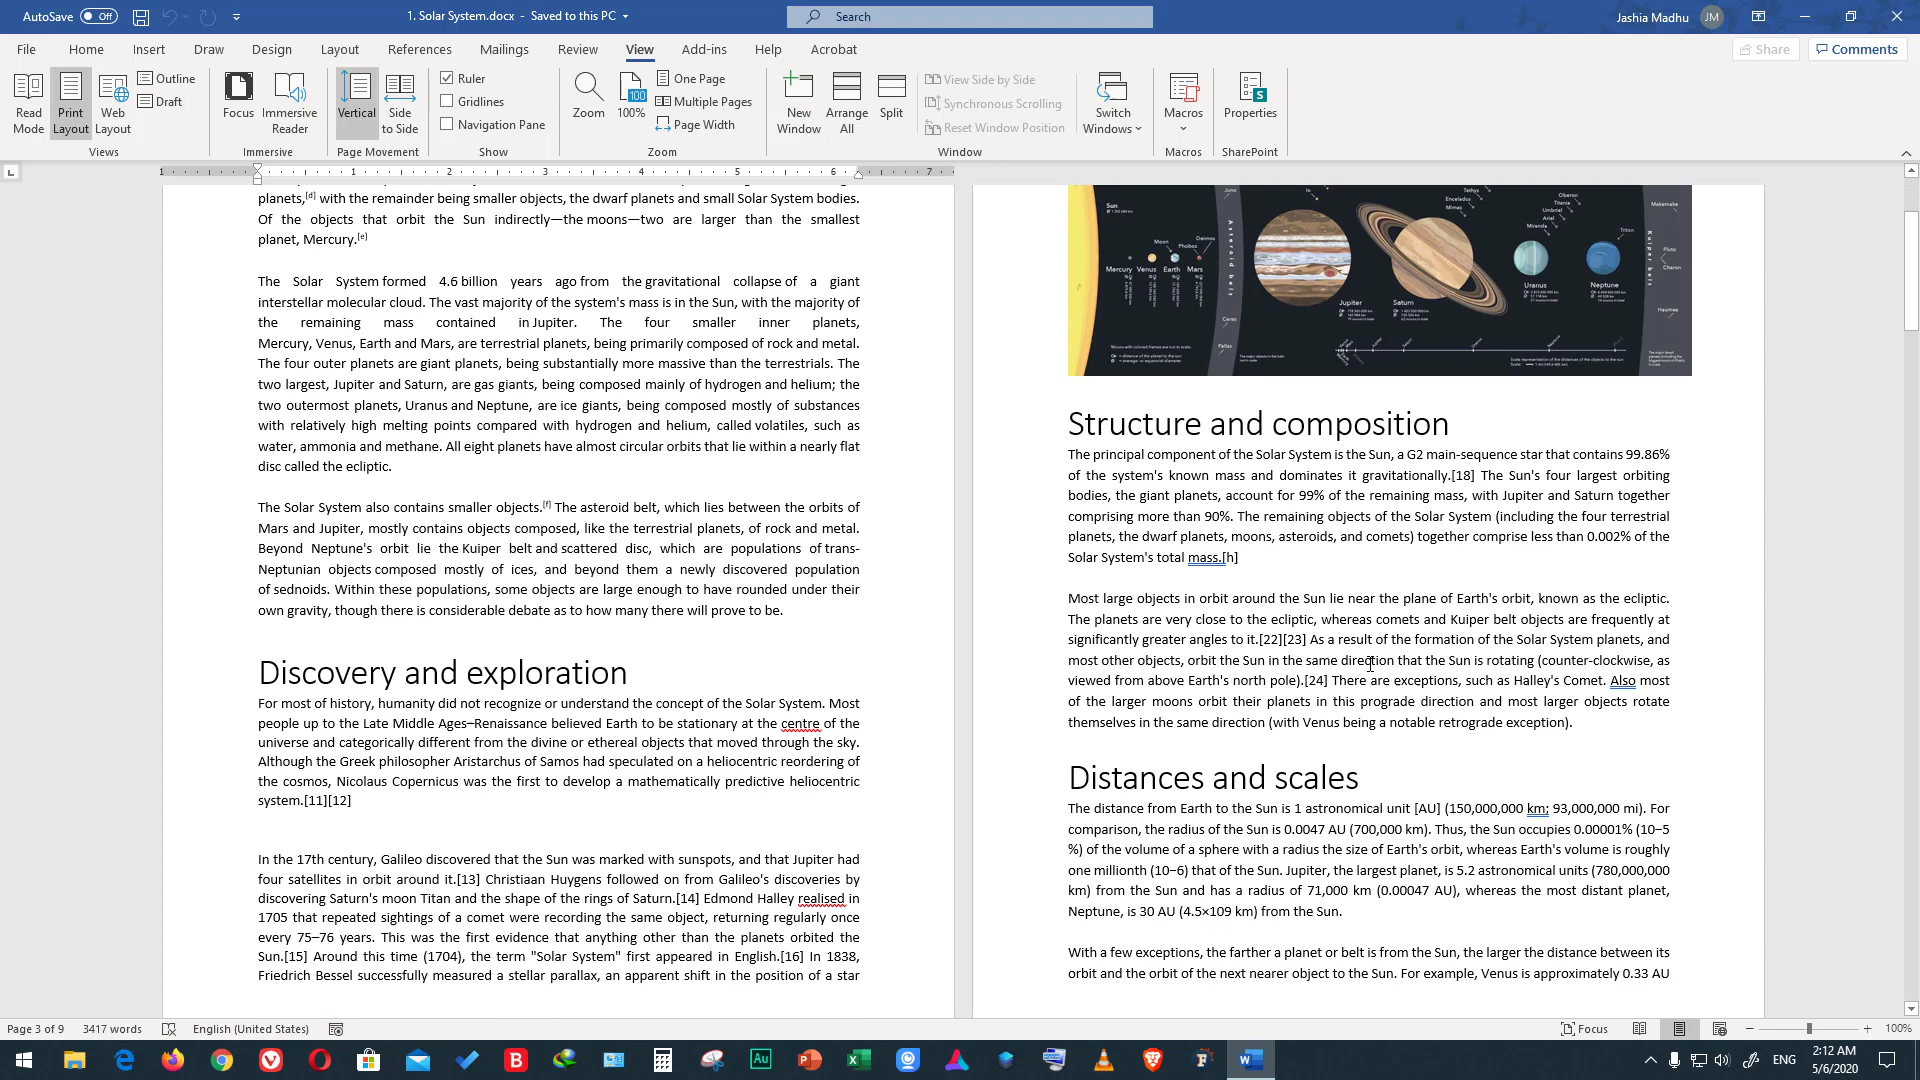 AutoSave Off
1. Solar System.docx - Saved to this PC
Search
Jashia Madhu JM
File Home Insert Draw Design Layout References Mailings Review View Add-ins Help Acrobat
Share Comments
Read Mode
Print Layout
Web Layout
Outline
Draft
Views
Focus
Immersive Reader
Immersive
Vertical
Side to Side
Page Movement
Ruler
Gridlines
Navigation Pane
Show
Zoom
100
100%
One Page
Multiple Pages
Page Width
Zoom
New Window
Arrange All
Split
View Side by Side
Synchronous Scrolling
Reset Window Position
Switch Windows
Window
Macros
Macros
Properties
SharePoint
1 1 2 3 4 5 6 7
planets,[d] with the remainder being smaller objects, the dwarf planets and small Solar System bodies.
Of the objects that orbit the Sun indirectly—the moons—two are larger than the smallest
planet, Mercury.[e]
The Solar System formed 4.6 billion years ago from the gravitational collapse of a giant
interstellar molecular cloud. The vast majority of the system's mass is in the Sun, with the majority of
the remaining mass contained in Jupiter. The four smaller inner planets,
Mercury, Venus, Earth and Mars, are terrestrial planets, being primarily composed of rock and metal.
The four outer planets are giant planets, being substantially more massive than the terrestrials. The
two largest, Jupiter and Saturn, are gas giants, being composed mainly of hydrogen and helium; the
two outermost planets, Uranus and Neptune, are ice giants, being composed mostly of substances
with relatively high melting points compared with hydrogen and helium, called volatiles, such as
water, ammonia and methane. All eight planets have almost circular orbits that lie within a nearly flat
disc called the ecliptic.
The Solar System also contains smaller objects.[f] The asteroid belt, which lies between the orbits of
Mars and Jupiter, mostly contains objects composed, like the terrestrial planets, of rock and metal.
Beyond Neptune's orbit lie the Kuiper belt and scattered disc, which are populations of trans-
Neptunian objects composed mostly of ices, and beyond them a newly discovered population
of sednoids. Within these populations, some objects are large enough to have rounded under their
own gravity, though there is considerable debate as to how many there will prove to be.
Discovery and exploration
For most of history, humanity did not recognize or understand the concept of the Solar System. Most
people up to the Late Middle Ages–Renaissance believed Earth to be stationary at the centre of the
universe and categorically different from the divine or ethereal objects that moved through the sky.
Although the Greek philosopher Aristarchus of Samos had speculated on a heliocentric reordering of
the cosmos, Nicolaus Copernicus was the first to develop a mathematically predictive heliocentric
system.[11][12]
In the 17th century, Galileo discovered that the Sun was marked with sunspots, and that Jupiter had
four satellites in orbit around it.[13] Christiaan Huygens followed on from Galileo's discoveries by
discovering Saturn's moon Titan and the shape of the rings of Saturn.[14] Edmond Halley realised in
1705 that repeated sightings of a comet were recording the same object, returning regularly once
every 75–76 years. This was the first evidence that anything other than the planets orbited the
Sun.[15] Around this time (1704), the term "Solar System" first appeared in English.[16] In 1838,
Friedrich Bessel successfully measured a stellar parallax, an apparent shift in the position of a star
Sun
Mercury Venus Earth Mars
Moon Phobos Deimos
Asteroid belt
Juno
Ceres
Pallas
Io
Jupiter
Saturn
Tethys
Enceladus
Mimas
Oberon
Titania
Umbriel
Ariel
Miranda
Uranus
Triton
Neptune
Kuiper belt
Makemake
Pluto
Charon
Haumea
Structure and composition
The principal component of the Solar System is the Sun, a G2 main-sequence star that contains 99.86%
of the system's known mass and dominates it gravitationally.[18] The Sun's four largest orbiting
bodies, the giant planets, account for 99% of the remaining mass, with Jupiter and Saturn together
comprising more than 90%. The remaining objects of the Solar System (including the four terrestrial
planets, the dwarf planets, moons, asteroids, and comets) together comprise less than 0.002% of the
Solar System's total mass.[h]
Most large objects in orbit around the Sun lie near the plane of Earth's orbit, known as the ecliptic.
The planets are very close to the ecliptic, whereas comets and Kuiper belt objects are frequently at
significantly greater angles to it.[22][23] As a result of the formation of the Solar System planets, and
most other objects, orbit the Sun in the same direction that the Sun is rotating (counter-clockwise, as
viewed from above Earth's north pole).[24] There are exceptions, such as Halley's Comet. Also most
of the larger moons orbit their planets in this prograde direction and most larger objects rotate
themselves in the same direction (with Venus being a notable retrograde exception).
Distances and scales
The distance from Earth to the Sun is 1 astronomical unit [AU] (150,000,000 km; 93,000,000 mi). For
comparison, the radius of the Sun is 0.0047 AU (700,000 km). Thus, the Sun occupies 0.00001% (10−5
%) of the volume of a sphere with a radius the size of Earth's orbit, whereas Earth's volume is roughly
one millionth (10−6) that of the Sun. Jupiter, the largest planet, is 5.2 astronomical units (780,000,000
km) from the Sun and has a radius of 71,000 km (0.00047 AU), whereas the most distant planet,
Neptune, is 30 AU (4.5×109 km) from the Sun.
With a few exceptions, the farther a planet or belt is from the Sun, the larger the distance between its
orbit and the orbit of the next nearer object to the Sun. For example, Venus is approximately 0.33 AU
Page 3 of 9 3417 words English (United States)
Focus 100%
ENG 2:12 AM
5/6/2020